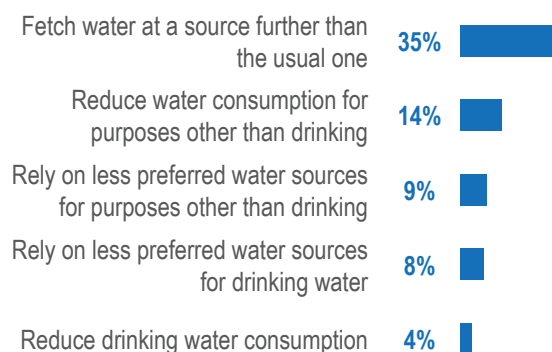 Fetch water at a source further than
the usual one
35%
Reduce water consumption for
purposes other than drinking
14%
Rely on less preferred water sources
for purposes other than drinking
9%
Rely on less preferred water sources
for drinking water
8%
Reduce drinking water consumption
4%